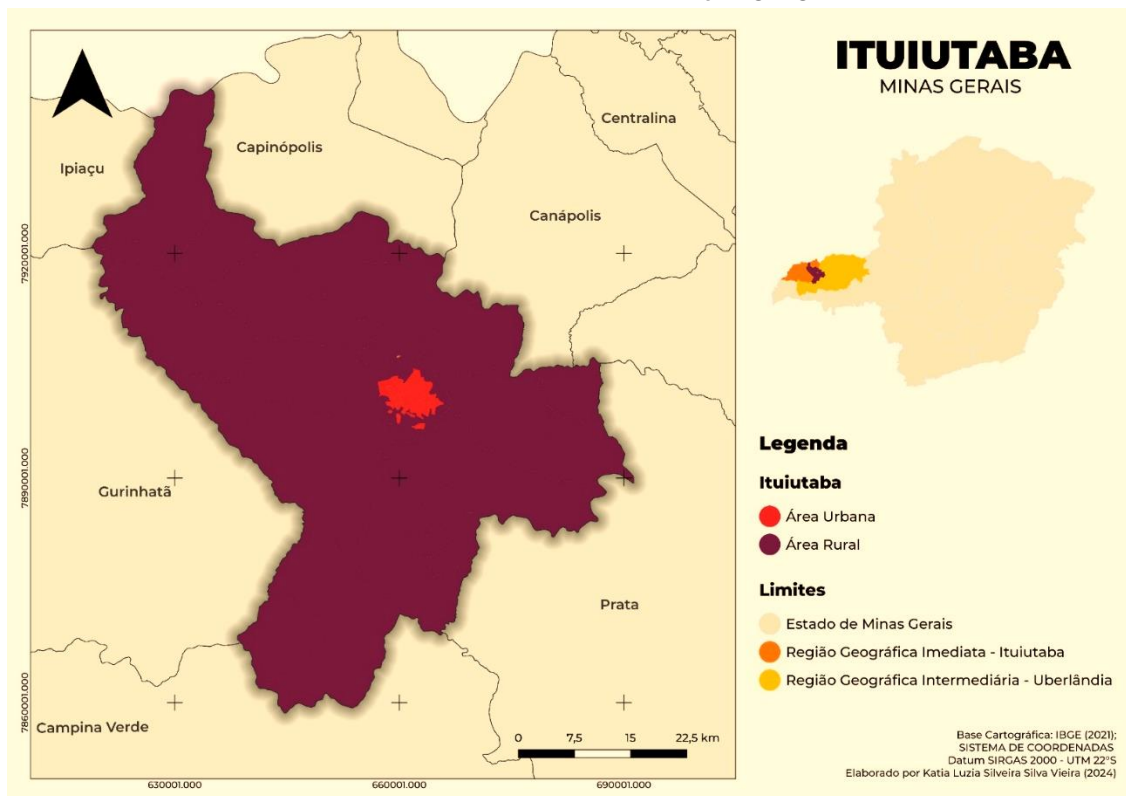 ITUIUTABA
MINAS GERAIS
Centralina
Capinópolis
Ipiaçu
Canápolis
7920001.000
7890001.000
Gurinhatã
Prata
7860001.000
Campina Verde
0 7,5 15 22,5 km
630001.000 660001.000 690001.000
Legenda
Ituiutaba
Área Urbana
Área Rural
Limites
Estado de Minas Gerais
Região Geográfica Imediata - Ituiutaba
Região Geográfica Intermediária - Uberlândia
Base Cartográfica: IBGE (2021);
SISTEMA DE COORDENADAS
Datum SIRGAS 2000 - UTM 22°S
Elaborado por Katia Luzia Silveira Silva Vieira (2024)